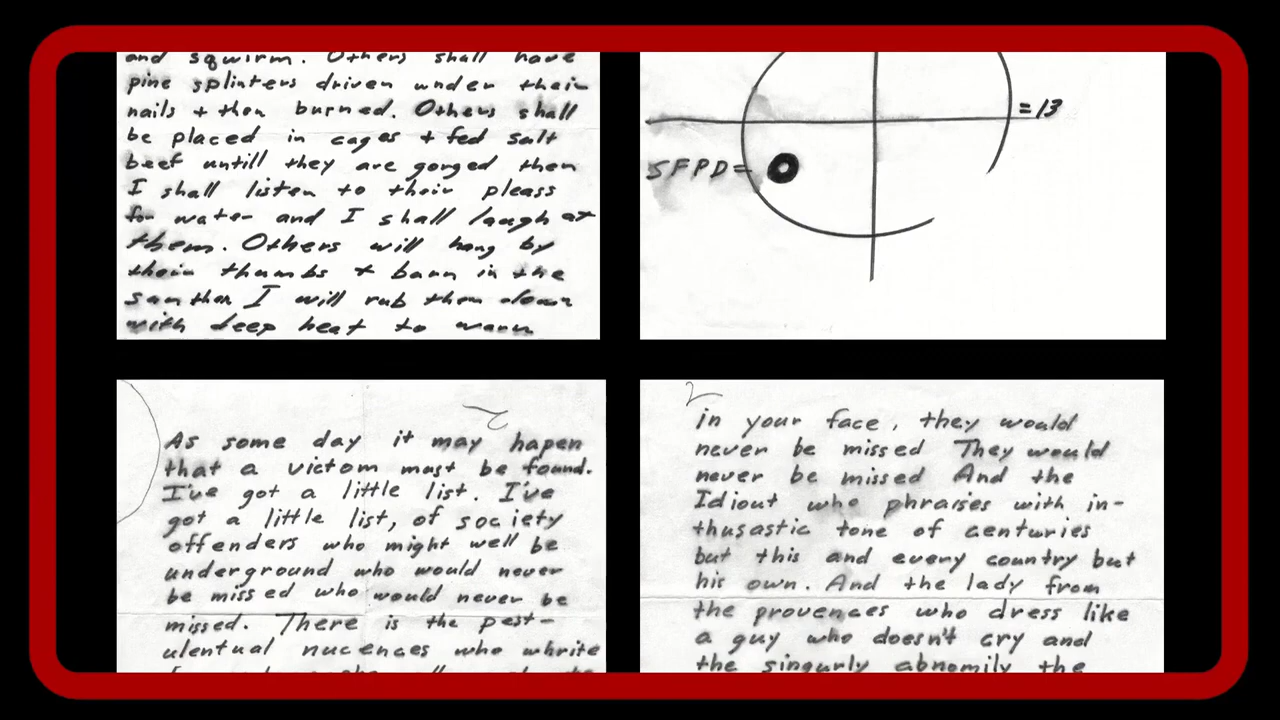 and squirm. Others shall have
pine splinters driven under their
nails + then burned. Others shall
be placed in cages + fed salt
beef untill they are gorged then
I shall listen to their pleass
for water and I shall laugh at
them. Others will hang by
their thumbs + burn in the
sun then I will rub them down
with deep heat to warm
= 13
SFPD =
As some day it may hapen
that a victom must be found.
I've got a little list. I've
got a little list, of society
offenders who might well be
underground who would never
be missed who would never be
missed. There is the pest-
ulentual nucences who whrite
2
in your face, they would
never be missed They would
never be missed And the
Idiout who phraises with in-
thusastic tone of centuries
but this and every country but
his own. And the lady from
the provences who dress like
a guy who doesn't cry and
the singurly abnomily the